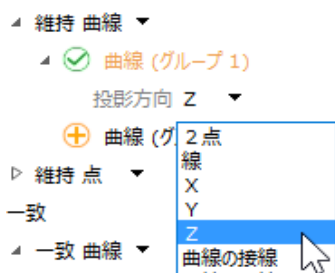 維持 曲線
曲線 (グループ 1)
投影方向 Z
曲線 (グ
2点
線
X
維持 点
Y
一致
Z
一致 曲線
曲線の接線